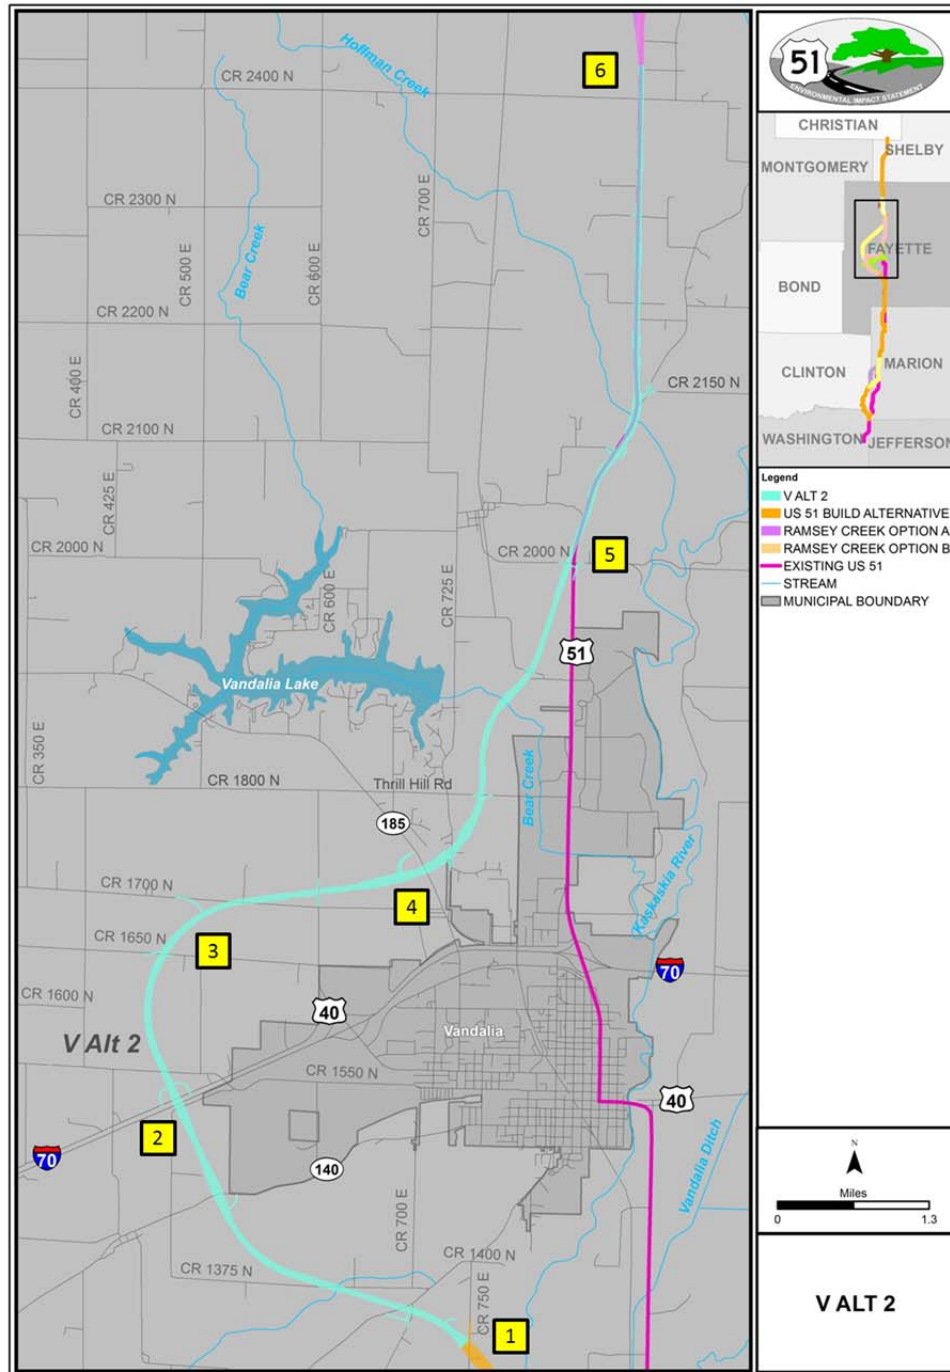 6
Hoffman Creek
CR 2400 N
CR 700 E
CR 2300 N
Bear Creek
CR 500 E
CR 600 E
CR 2200 N
CR 400 E
CR 2150 N
CR 2100 N
CR 425 E
CR 2000 N
CR 2000 N
5
CR 600 E
CR 725 E
51
Vandalia Lake
CR 350 E
CR 1800 N
Thrill Hill Rd
Bear Creek
185
Kaskaskia River
CR 1700 N
4
CR 1650 N
3
70
CR 1600 N
40
Vandalia
V Alt 2
CR 1550 N
40
2
70
140
Vandalia Ditch
CR 700 E
CR 1400 N
CR 1375 N
CR 750 E
1
51
ENVIRONMENTAL IMPACT STATEMENT
CHRISTIAN
SHELBY
MONTGOMERY
FAYETTE
BOND
CLINTON
MARION
WASHINGTON
JEFFERSON
Legend
V ALT 2
US 51 BUILD ALTERNATIVE
RAMSEY CREEK OPTION A
RAMSEY CREEK OPTION B
EXISTING US 51
STREAM
MUNICIPAL BOUNDARY
N
Miles
0 1.3
V ALT 2